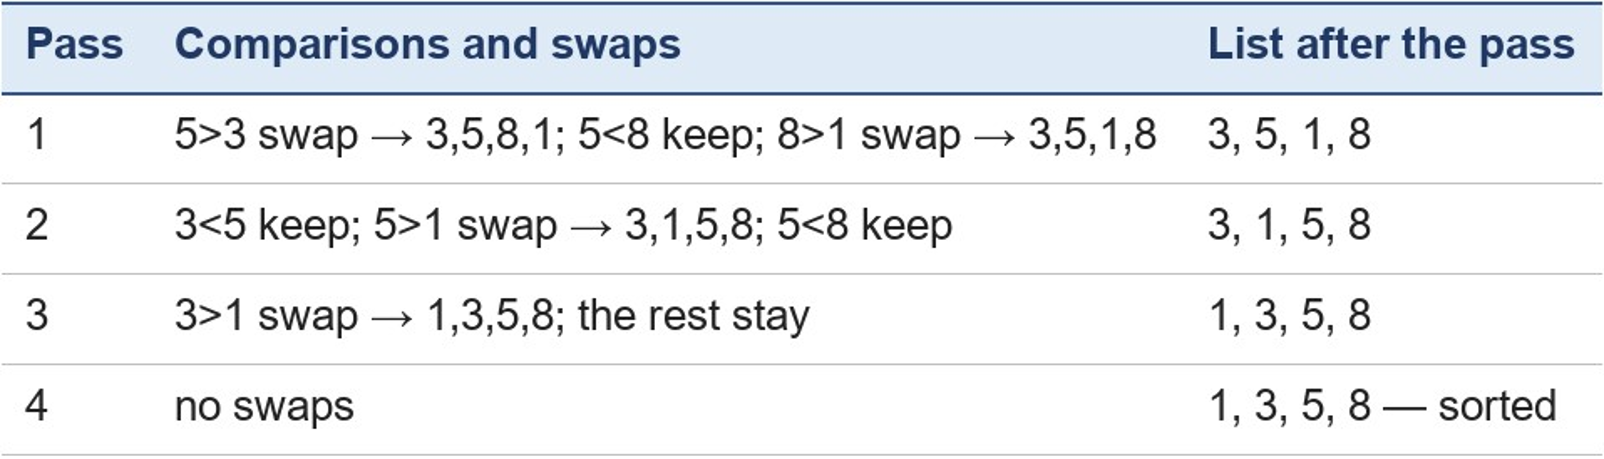 Pass Comparisons and swaps List after the pass
1 5>3 swap → 3,5,8,1; 5<8 keep; 8>1 swap → 3,5,1,8 3, 5, 1, 8
2 3<5 keep; 5>1 swap → 3,1,5,8; 5<8 keep 3, 1, 5, 8
3 3>1 swap → 1,3,5,8; the rest stay 1, 3, 5, 8
4 no swaps 1, 3, 5, 8 — sorted